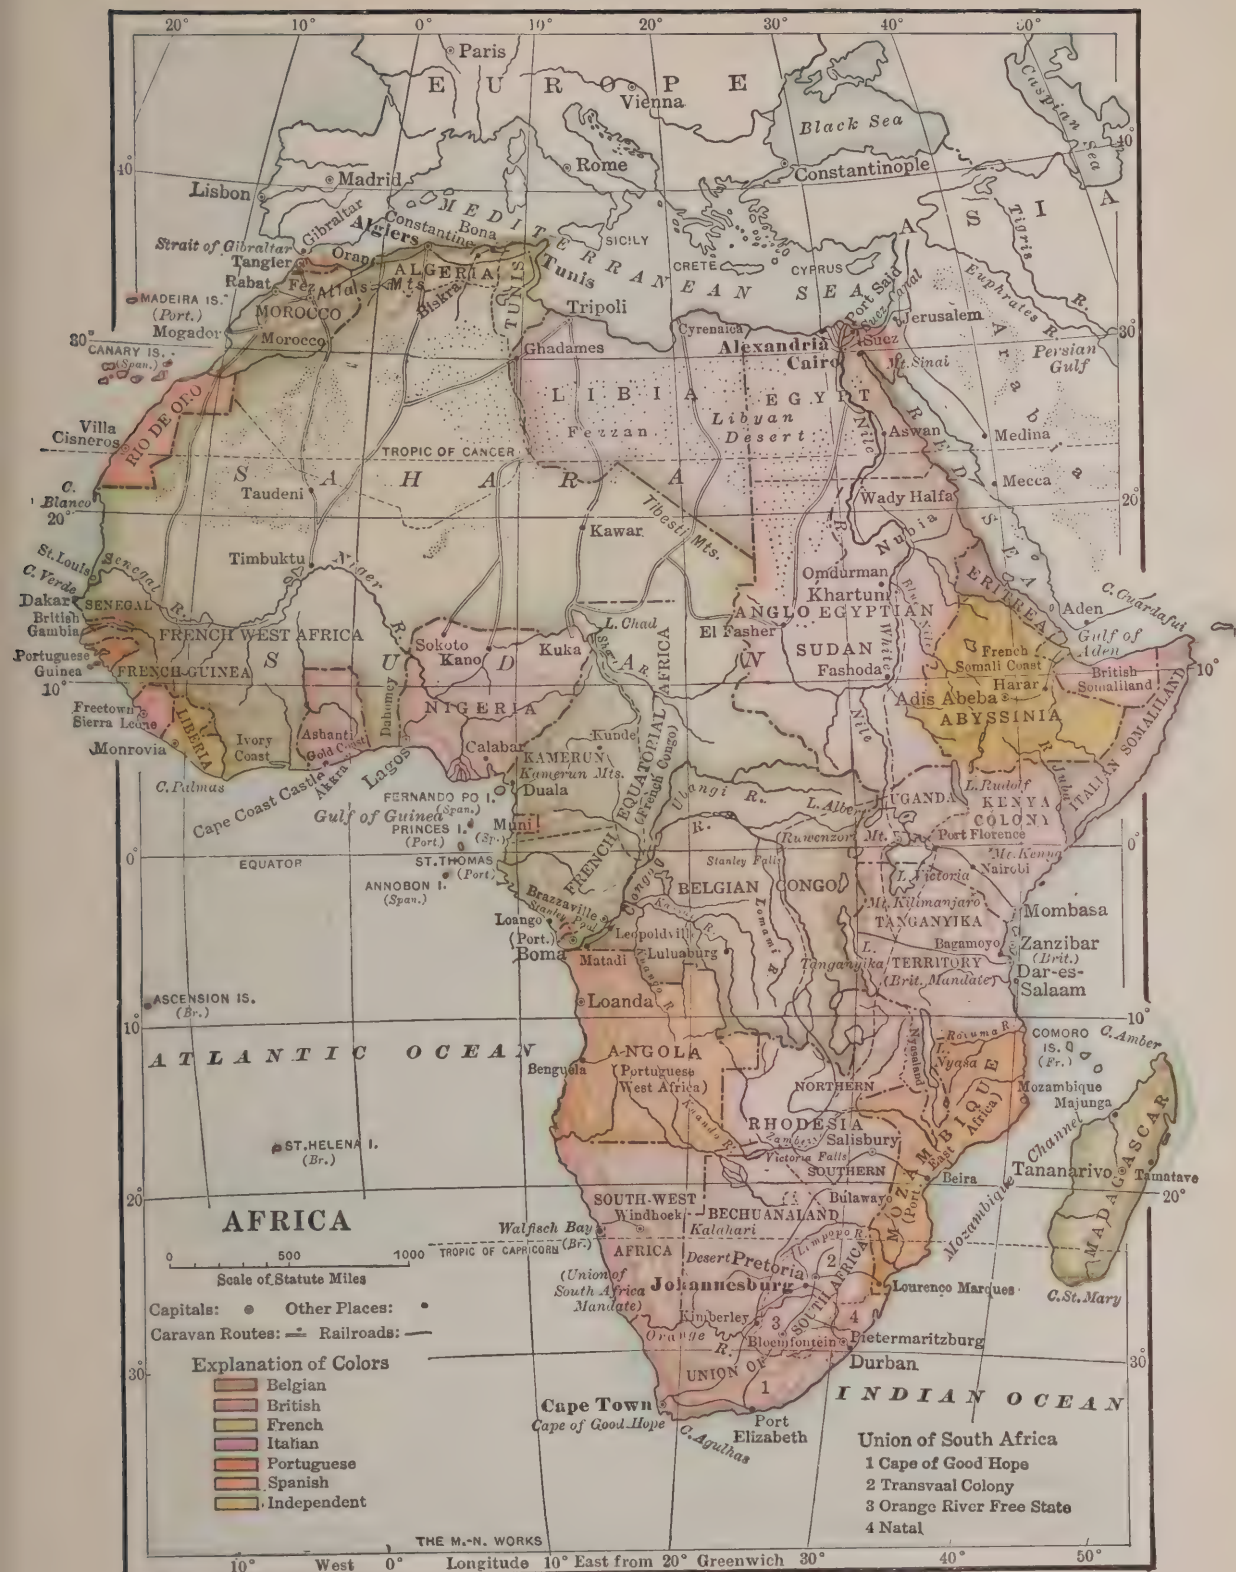 20° 10° 0° 10° 20° 30° 40° 50°
Paris
EUROPE
Vienna
Caspian Sea
Black Sea
40°
40°
Rome
Constantinople
Madrid
Lisbon
ASIA
Gibraltar
MEDITERRANEAN SEA
Tigris R.
Constantine
Bona
Algiers
SICILY
Strait of Gibraltar
Tangier
Oran
ALGERIA
Tunis
CRETE
CYPRUS
Port Said
Suez Canal
Euphrates R.
Rabat
Fez
Atlas Mts.
Biskra
TUNIS
MADEIRA IS.
(Port.)
MOROCCO
Tripoli
Jerusalem
Mogador
Morocco
Cyrenaica
Alexandria
Suez
30°
30°
CANARY IS.
(Span.)
Ghadames
Cairo
Mt. Sinai
Persian
Gulf
Arabia
RIO DE ORO
LIBIA
EGYPT
Libyan
Desert
Villa
Cisneros
Fezzan
Nile
Aswan
RED SEA
Medina
TROPIC OF CANCER
SAHARA
Mecca
C.
Blanco
Taudeni
Wady Halfa
20°
20°
Kawar
Tibesti Mts.
R.
Nubia
St. Louis
Senegal R.
Timbuktu
Niger R.
Omdurman
Khartum
C. Verde
ERITREA
Aden
C. Guardafui
Dakar
SENEGAL
ANGLO EGYPTIAN
Blue Nile
British
Gambia
FRENCH WEST AFRICA
L. Chad
El Fasher
Gulf of
Aden
Sokoto
Kano
Kuka
Shari R.
SUDAN
White Nile
French
Somali Coast
Portuguese
Guinea
FRENCH GUINEA
SUDAN
Fashoda
Harar
British
Somaliland
10°
10°
Adis Abeba
Freetown
Sierra Leone
Dahomey
NIGERIA
ABYSSINIA
LIBERIA
Ashanti
Gold Coast
Kunde
Monrovia
Ivory
Coast
Calabar
KAMERUN
Kamerun Mts.
FRENCH EQUATORIAL AFRICA
(French Congo)
Juba R.
ITALIAN SOMALILAND
C. Palmas
Cape Coast Castle
Akkra
Lagos
Duala
Ubangi R.
L. Rudolf
FERNANDO PO I.
(Span.)
L. Albert
UGANDA
KENYA
COLONY
Gulf of Guinea
PRINCES I.
(Port.)
Muni
(Sp.)
Ruwenzori Mt.
Port Florence
0°
EQUATOR
ST. THOMAS
(Port.)
Stanley Falls
Mt. Kenya
0°
L. Victoria
Nairobi
ANNOBON I.
(Span.)
Congo R.
BELGIAN CONGO
Brazzaville
Stanley Pool
Kassai R.
Lomami R.
Mt. Kilimanjaro
TANGANYIKA
Mombasa
Loango
(Port.)
Leopoldville
Bagamoyo
Zanzibar
(Brit.)
Boma
Matadi
Luluaburg
L.
Tanganyika
TERRITORY
(Brit. Mandate)
Dar-es-
Salaam
Kuango R.
ASCENSION IS.
(Br.)
Loanda
10°
10°
Rovuma R.
COMORO
IS.
(Fr.)
C. Amber
ATLANTIC OCEAN
ANGOLA
(Portuguese
West Africa)
Nyasaland
L.
Nyasa
Benguela
NORTHERN
Mozambique
Majunga
Kuando R.
RHODESIA
MOZAMBIQUE
(Port. East Africa)
ST. HELENA I.
(Br.)
Zambesi
Salisbury
Victoria Falls
SOUTHERN
Beira
Mozambique Channel
Tananarivo
MADAGASCAR
Tamatave
20°
20°
SOUTH-WEST
Windhoek
BECHUANALAND
Bulawayo
Walfisch Bay
(Br.)
Kalahari
Limpopo R.
TROPIC OF CAPRICORN
AFRICA
Desert
Pretoria
2
(Union of
South Africa
Mandate)
Johannesburg
Lourenco Marques
C. St. Mary
Kimberley
3
4
Orange R.
Bloemfontein
Pietermaritzburg
Durban
UNION OF SOUTH AFRICA
30°
30°
1
Cape Town
Cape of Good Hope
C. Agulhas
Port
Elizabeth
INDIAN OCEAN
AFRICA
0 500 1000
Scale of Statute Miles
Capitals: Other Places:
Caravan Routes: Railroads:
Explanation of Colors
Belgian
British
French
Italian
Portuguese
Spanish
Independent
Union of South Africa
1 Cape of Good Hope
2 Transvaal Colony
3 Orange River Free State
4 Natal
THE M.-N. WORKS
10° West 0° Longitude 10° East from 20° Greenwich 30° 40° 50°